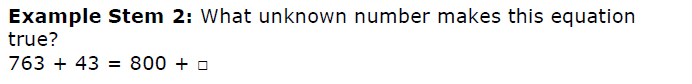 Example Stem 2: What unknown number makes this equation
true?
763 + 43 = 800 + □